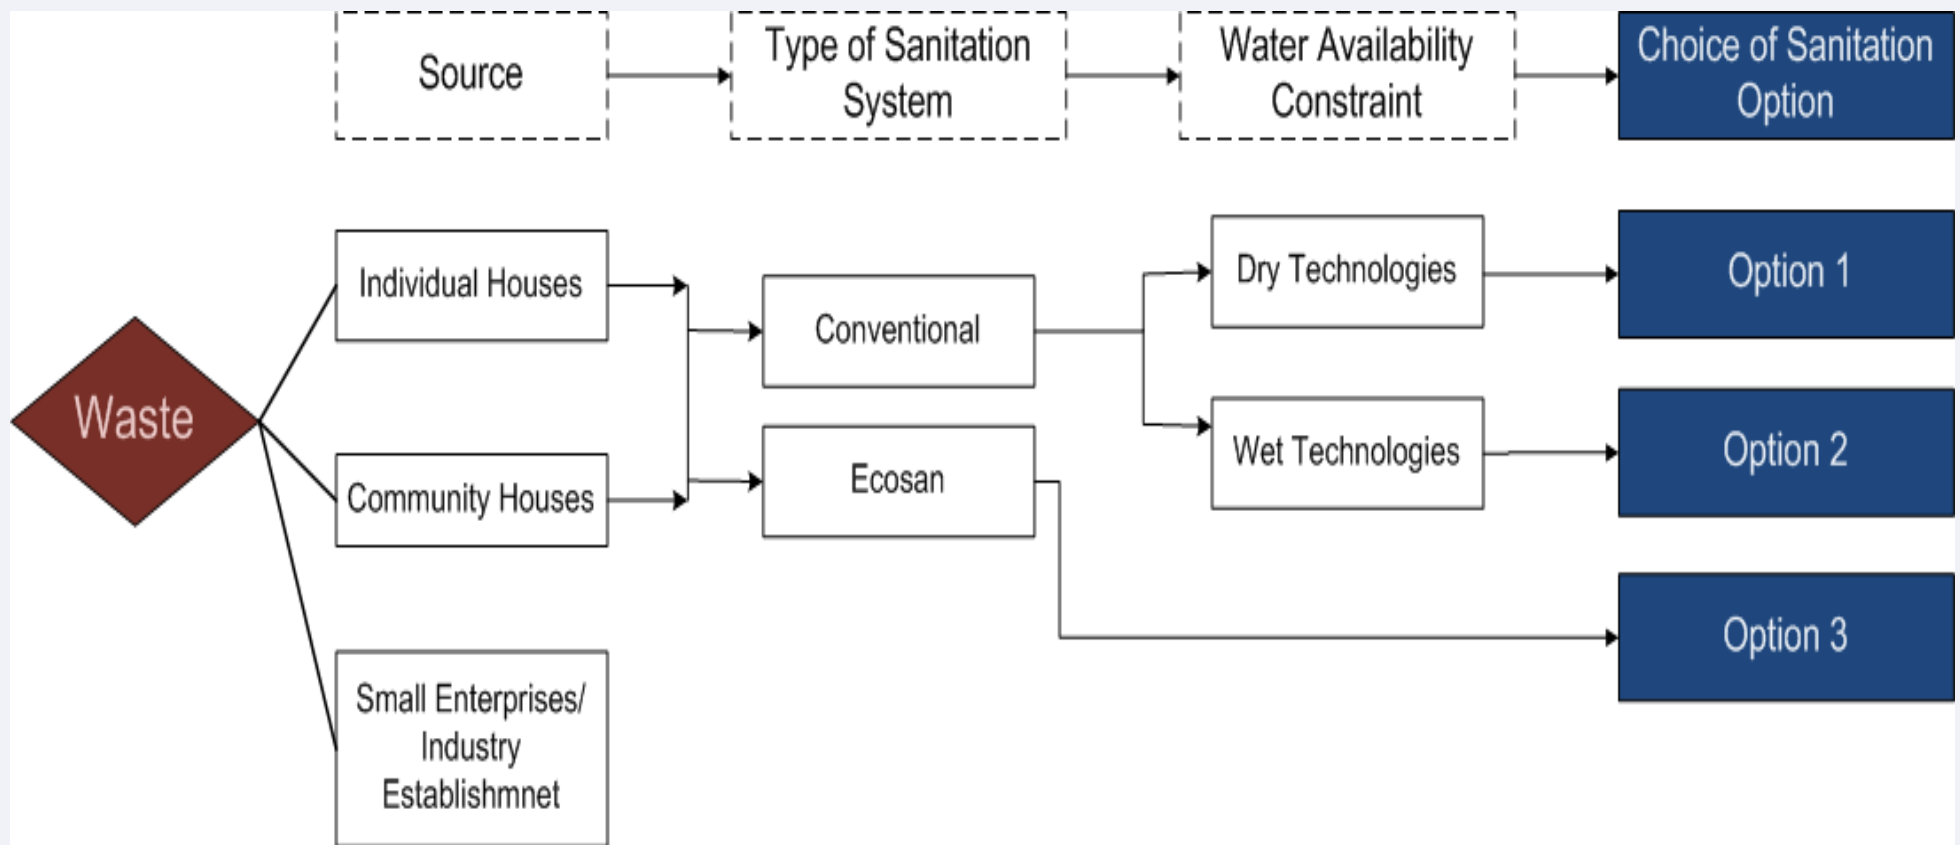 Source
Type of Sanitation
System
Water Availability
Constraint
Choice of Sanitation
Option
Waste
Individual Houses
Community Houses
Small Enterprises/
Industry
Establishmnet
Conventional
Ecosan
Dry Technologies
Wet Technologies
Option 1
Option 2
Option 3